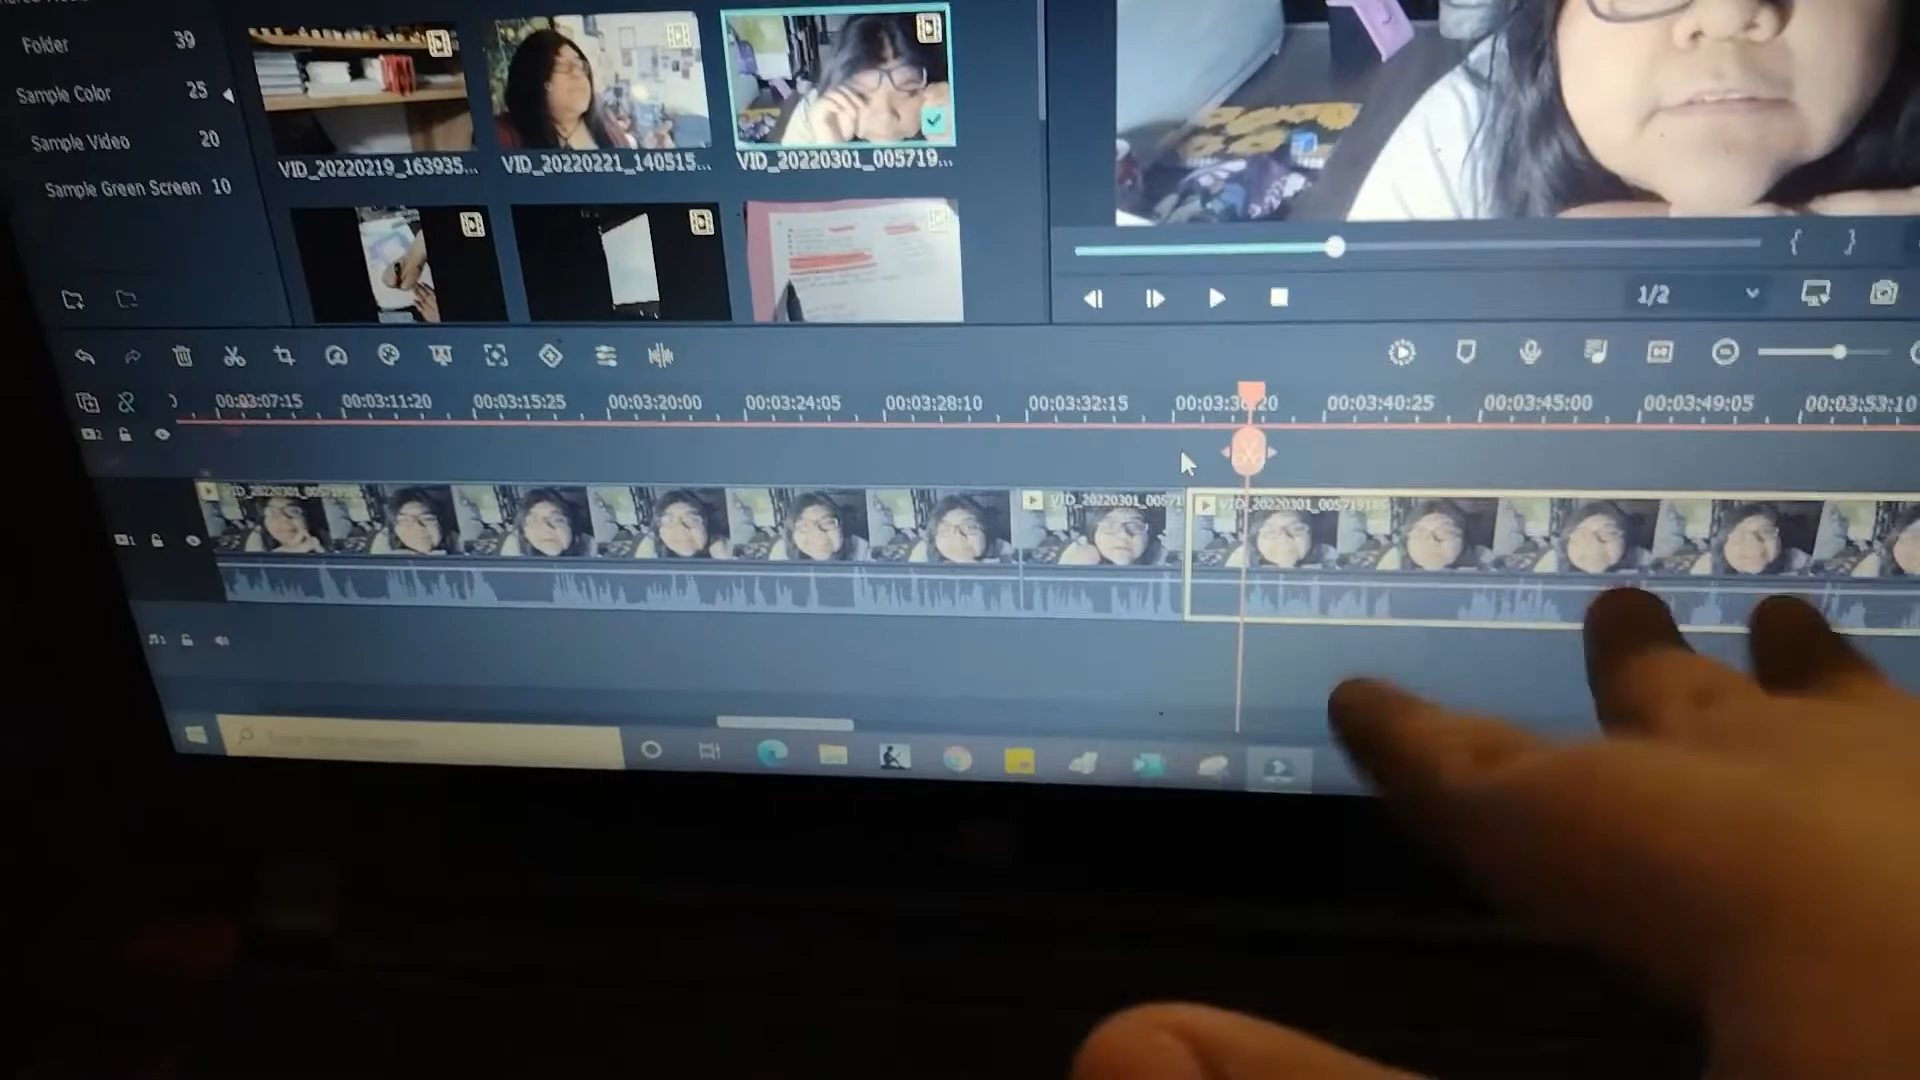 Folder 39
Sample Color 25
Sample Video 20
Sample Green Screen 10
VID_20220219_163935...
VID_20220221_140515...
VID_20220301_005719...
1/2
00:03:07:15
00:03:11:20
00:03:15:25
00:03:20:00
00:03:24:05
00:03:28:10
00:03:32:15
00:03:36:20
00:03:40:25
00:03:45:00
00:03:49:05
00:03:53:10
VID_20220301_00571